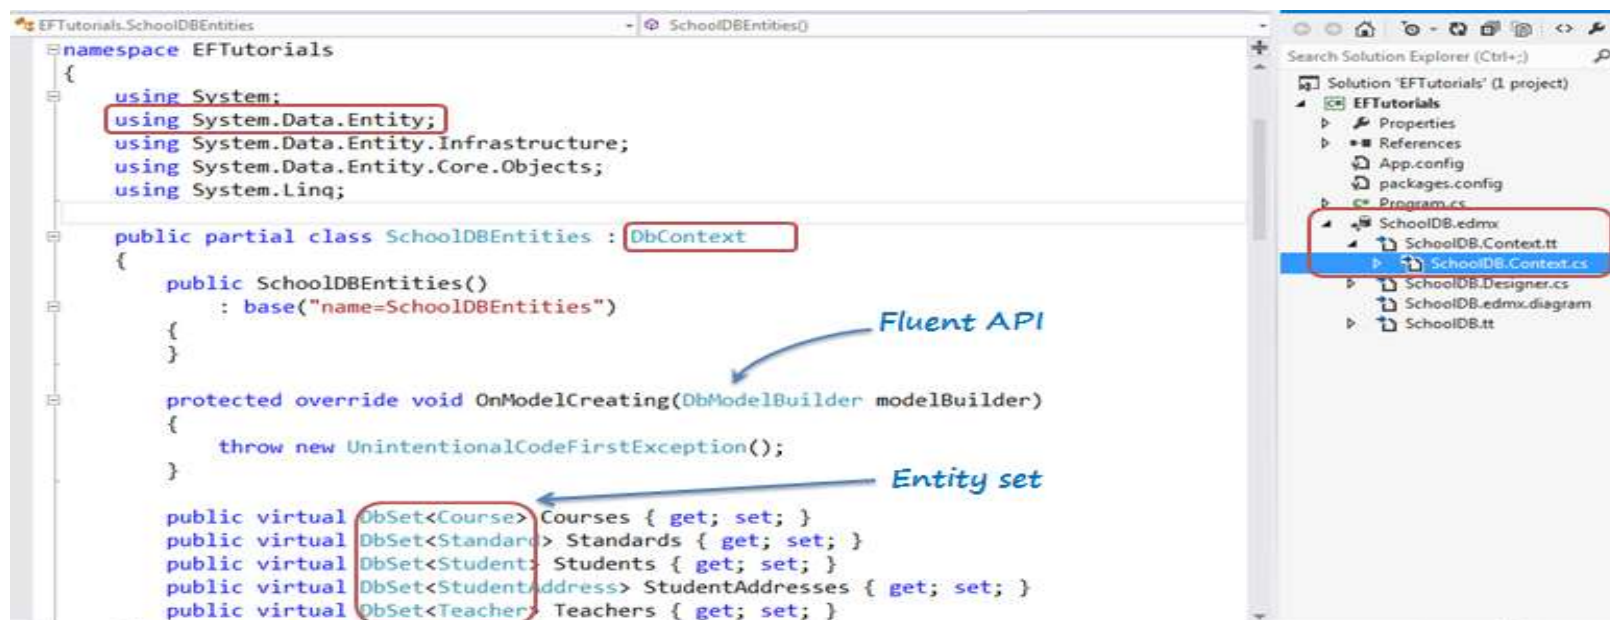 EFTutorials.SchoolDBEntities
SchoolDBEntities()
namespace EFTutorials
{
using System;
using System.Data.Entity;
using System.Data.Entity.Infrastructure;
using System.Data.Entity.Core.Objects;
using System.Linq;
public partial class SchoolDBEntities : DbContext
{
public SchoolDBEntities()
: base("name=SchoolDBEntities")
{
}
Fluent API
protected override void OnModelCreating(DbModelBuilder modelBuilder)
{
throw new UnintentionalCodeFirstException();
}
Entity set
public virtual DbSet<Course> Courses { get; set; }
public virtual DbSet<Standard> Standards { get; set; }
public virtual DbSet<Student> Students { get; set; }
public virtual DbSet<StudentAddress> StudentAddresses { get; set; }
public virtual DbSet<Teacher> Teachers { get; set; }
Search Solution Explorer (Ctrl+;)
Solution 'EFTutorials' (1 project)
C# EFTutorials
Properties
References
App.config
packages.config
C# Program.cs
SchoolDB.edmx
SchoolDB.Context.tt
SchoolDB.Context.cs
SchoolDB.Designer.cs
SchoolDB.edmx.diagram
SchoolDB.tt